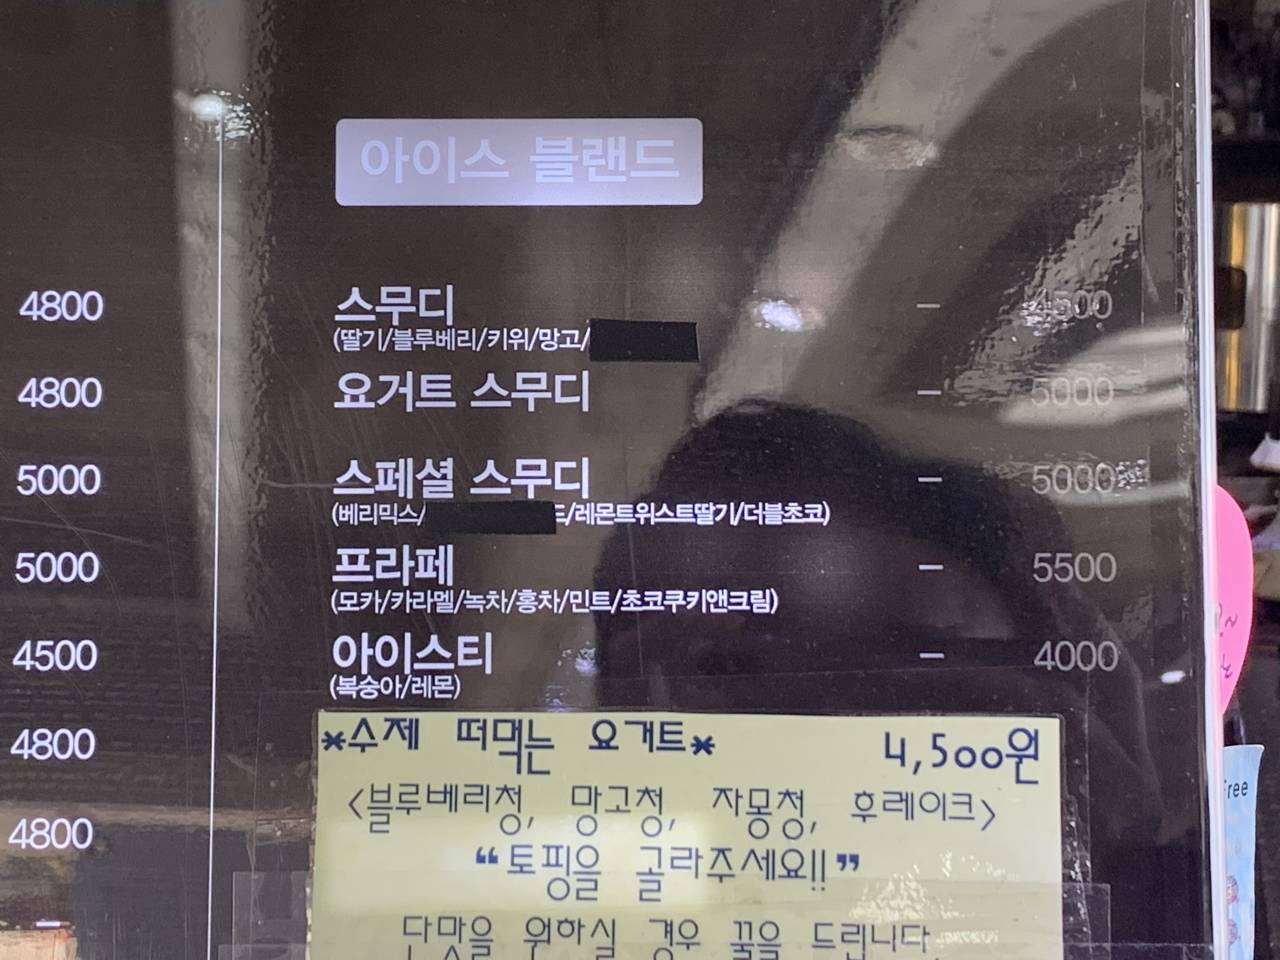 아이스 블랜드
4800 스무디 - 4500
(딸기/블루베리/키위/망고/
4800 요거트 스무디 - 5000
5000 스페셜 스무디 - 5000
(베리믹스/ 드/레몬트위스트딸기/더블초코)
5000 프라페 - 5500
(모카/카라멜/녹차/홍차/민트/초코쿠키앤크림)
4500 아이스티 - 4000
(복숭아/레몬)
4800
4800
*수제 떠먹는 요거트* 4,500원
<블루베리청, 망고청, 자몽청, 후레이크>
"토핑을 골라주세요!!"
단맛을 원하실 경우 꿀을 드립니다.
Free